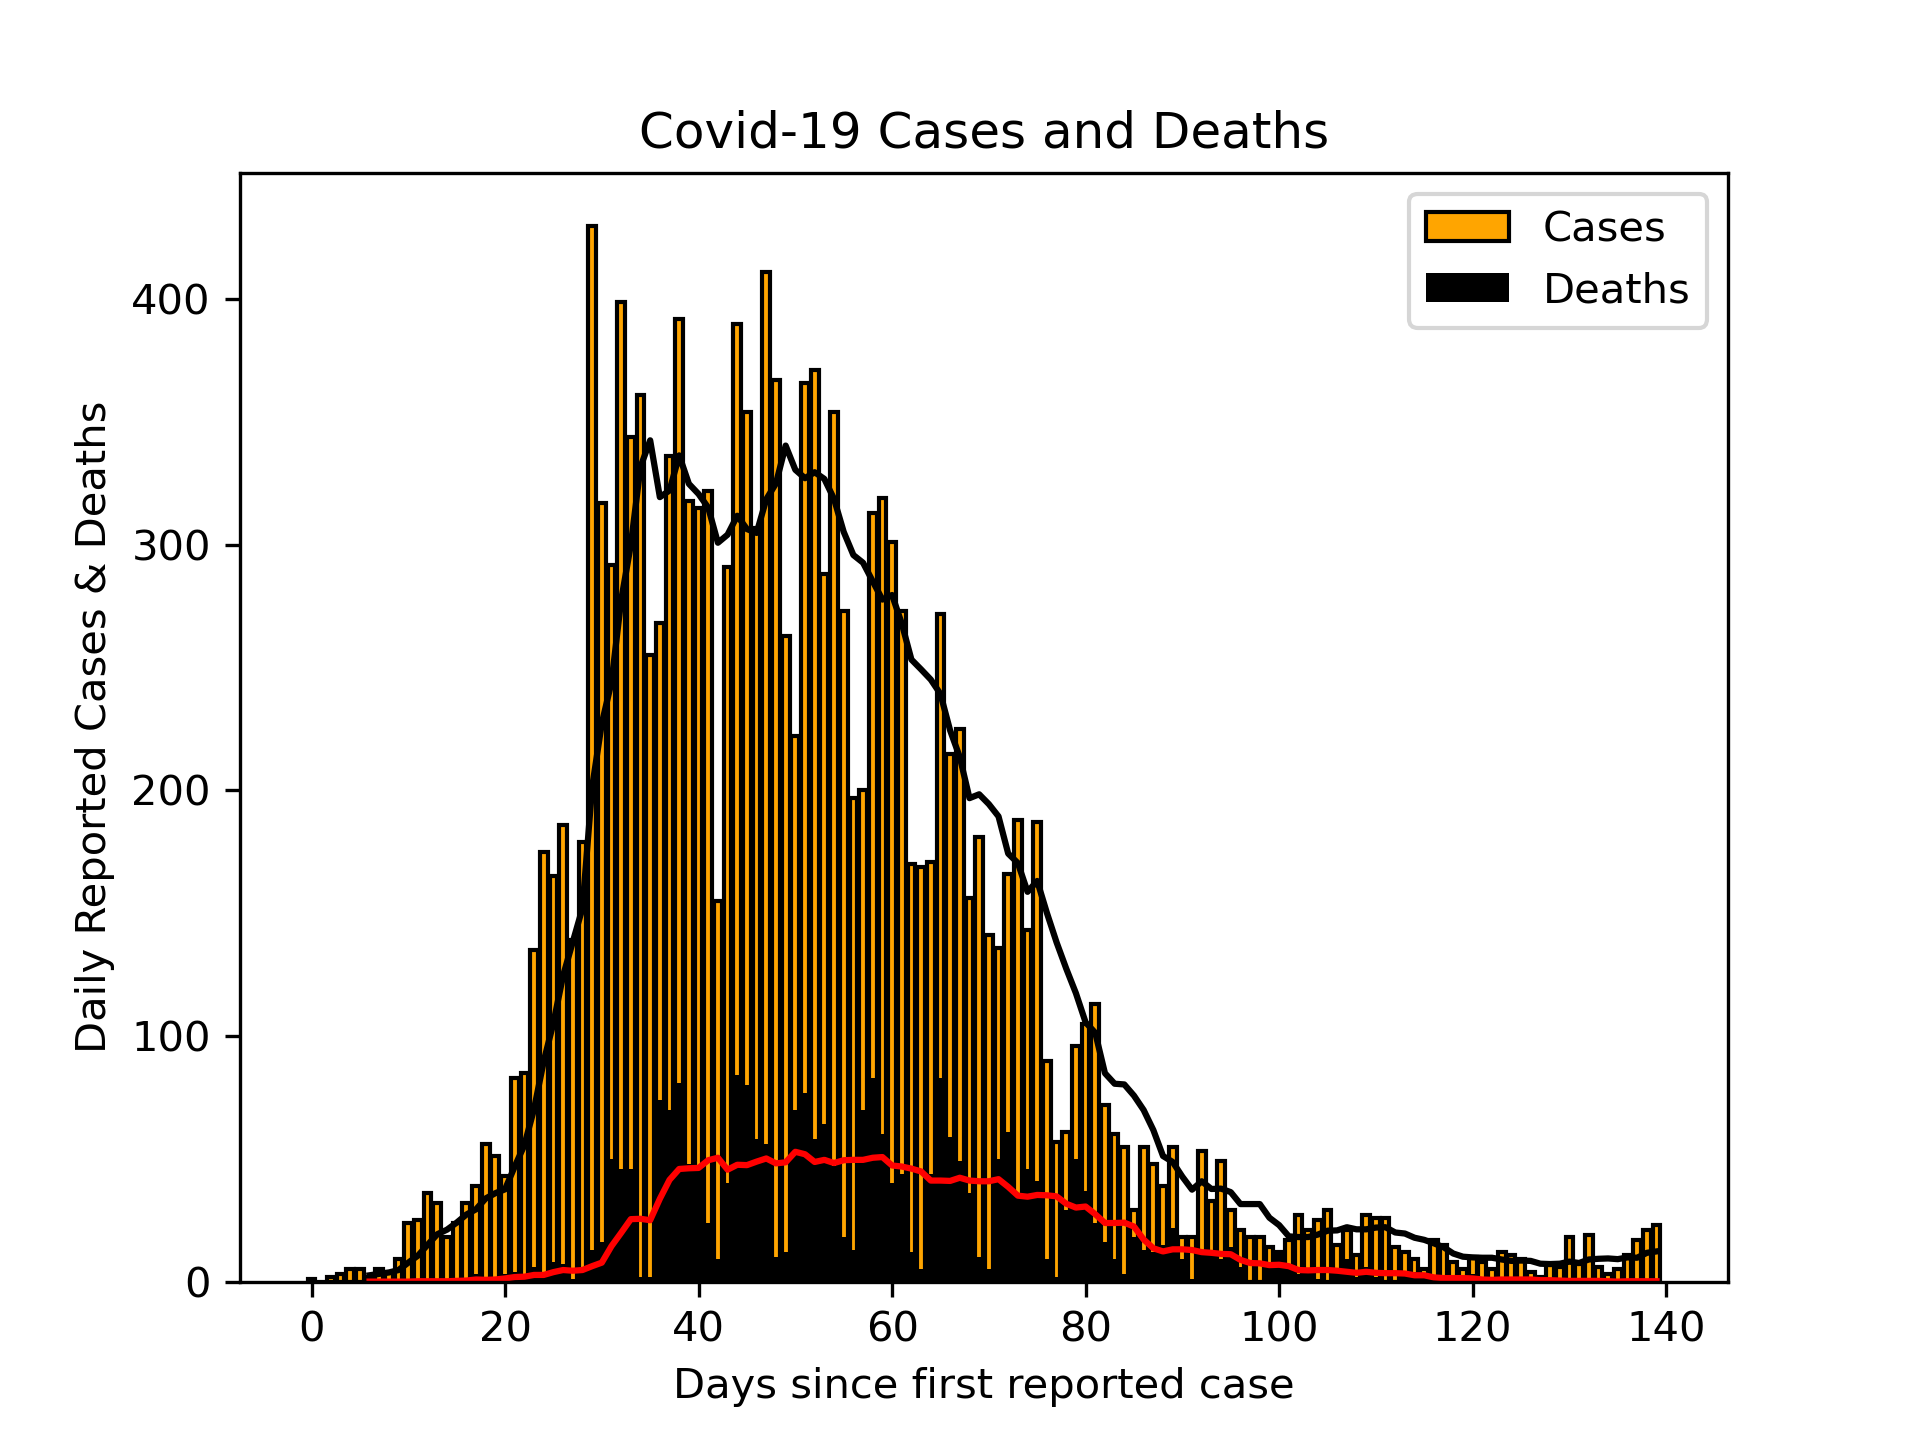 Covid-19 Cases and Deaths
Cases
Deaths
Daily Reported Cases & Deaths
400
300
200
100
0
0 20 40 60 80 100 120 140
Days since first reported case